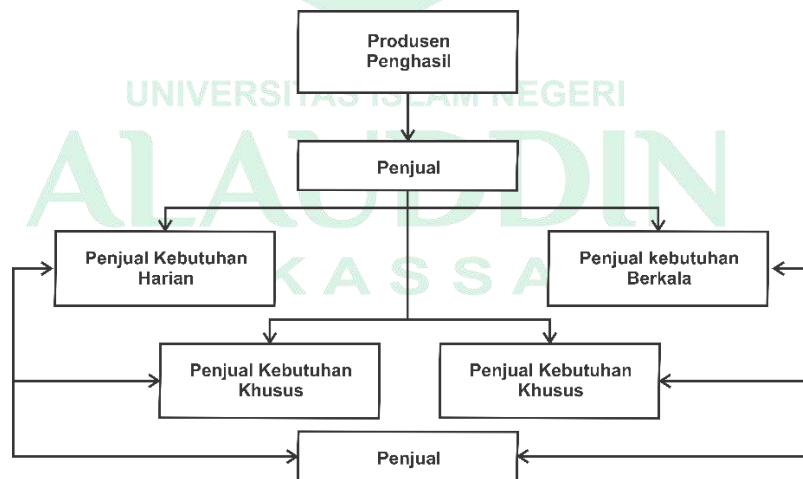 Produsen
Penghasil
UNIVERSITAS ISLAM NEGERI
Penjual
ALAUDDIN
Penjual Kebutuhan
Harian
Penjual kebutuhan
Berkala
KASSA
Penjual Kebutuhan
Khusus
Penjual Kebutuhan
Khusus
Penjual